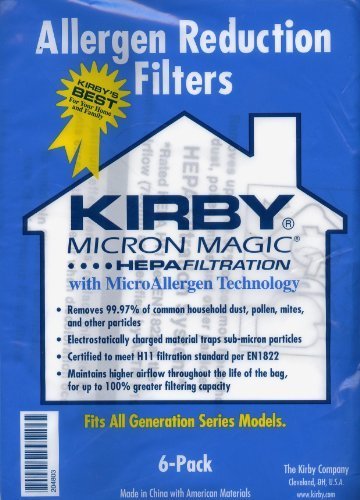 Allergen Reduction
Filters
KIRBY'S
BEST
For Your Home
and Family
KIRBY®
MICRON MAGIC®
HEPAFILTRATION
with MicroAllergen Technology
• Removes 99.97% of common household dust, pollen, mites,
and other particles
• Electrostatically charged material traps sub-micron particles
• Certified to meet H11 filtration standard per EN1822
• Maintains higher airflow throughout the life of the bag,
for up to 100% greater filtering capacity
Fits All Generation Series Models.
204803
6-Pack
The Kirby Company
Cleveland, OH, U.S.A.
www.kirby.com
Made in China with American Materials